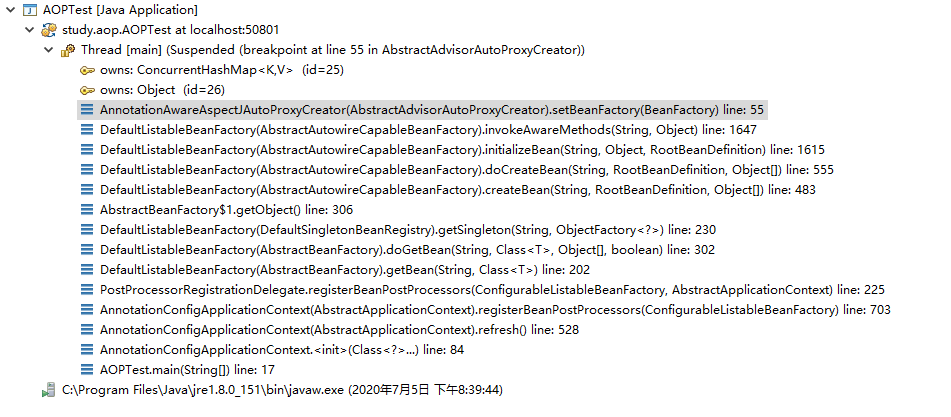 AOPTest [Java Application]
study.aop.AOPTest at localhost:50801
Thread [main] (Suspended (breakpoint at line 55 in AbstractAdvisorAutoProxyCreator))
owns: ConcurrentHashMap<K,V>  (id=25)
owns: Object  (id=26)
AnnotationAwareAspectJAutoProxyCreator(AbstractAdvisorAutoProxyCreator).setBeanFactory(BeanFactory) line: 55
DefaultListableBeanFactory(AbstractAutowireCapableBeanFactory).invokeAwareMethods(String, Object) line: 1647
DefaultListableBeanFactory(AbstractAutowireCapableBeanFactory).initializeBean(String, Object, RootBeanDefinition) line: 1615
DefaultListableBeanFactory(AbstractAutowireCapableBeanFactory).doCreateBean(String, RootBeanDefinition, Object[]) line: 555
DefaultListableBeanFactory(AbstractAutowireCapableBeanFactory).createBean(String, RootBeanDefinition, Object[]) line: 483
AbstractBeanFactory$1.getObject() line: 306
DefaultListableBeanFactory(DefaultSingletonBeanRegistry).getSingleton(String, ObjectFactory<?>) line: 230
DefaultListableBeanFactory(AbstractBeanFactory).doGetBean(String, Class<T>, Object[], boolean) line: 302
DefaultListableBeanFactory(AbstractBeanFactory).getBean(String, Class<T>) line: 202
PostProcessorRegistrationDelegate.registerBeanPostProcessors(ConfigurableListableBeanFactory, AbstractApplicationContext) line: 225
AnnotationConfigApplicationContext(AbstractApplicationContext).registerBeanPostProcessors(ConfigurableListableBeanFactory) line: 703
AnnotationConfigApplicationContext(AbstractApplicationContext).refresh() line: 528
AnnotationConfigApplicationContext.<init>(Class<?>...) line: 84
AOPTest.main(String[]) line: 17
C:\Program Files\Java\jre1.8.0_151\bin\javaw.exe (2020年7月5日 下午8:39:44)